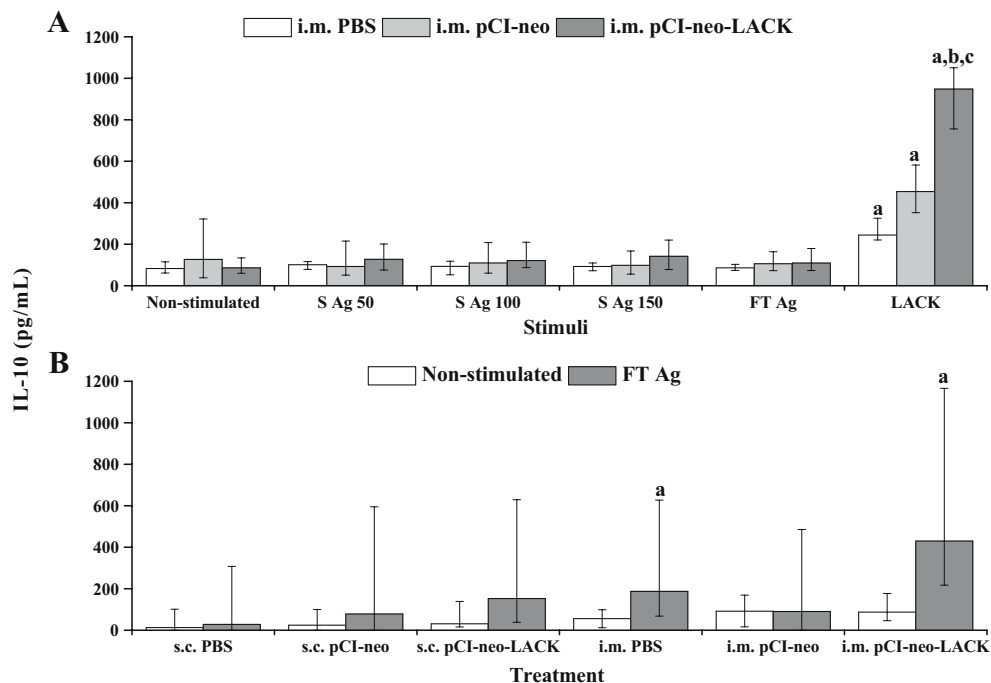 A
i.m. PBS i.m. pCI-neo i.m. pCI-neo-LACK
1200
1000
800
600
400
200
0
a
a
a,b,c
Non-stimulated S Ag 50 S Ag 100 S Ag 150 FT Ag LACK
Stimuli
IL-10 (pg/mL)
B
Non-stimulated FT Ag
1200
1000
800
600
400
200
0
a
a
s.c. PBS s.c. pCI-neo s.c. pCI-neo-LACK i.m. PBS i.m. pCI-neo i.m. pCI-neo-LACK
Treatment